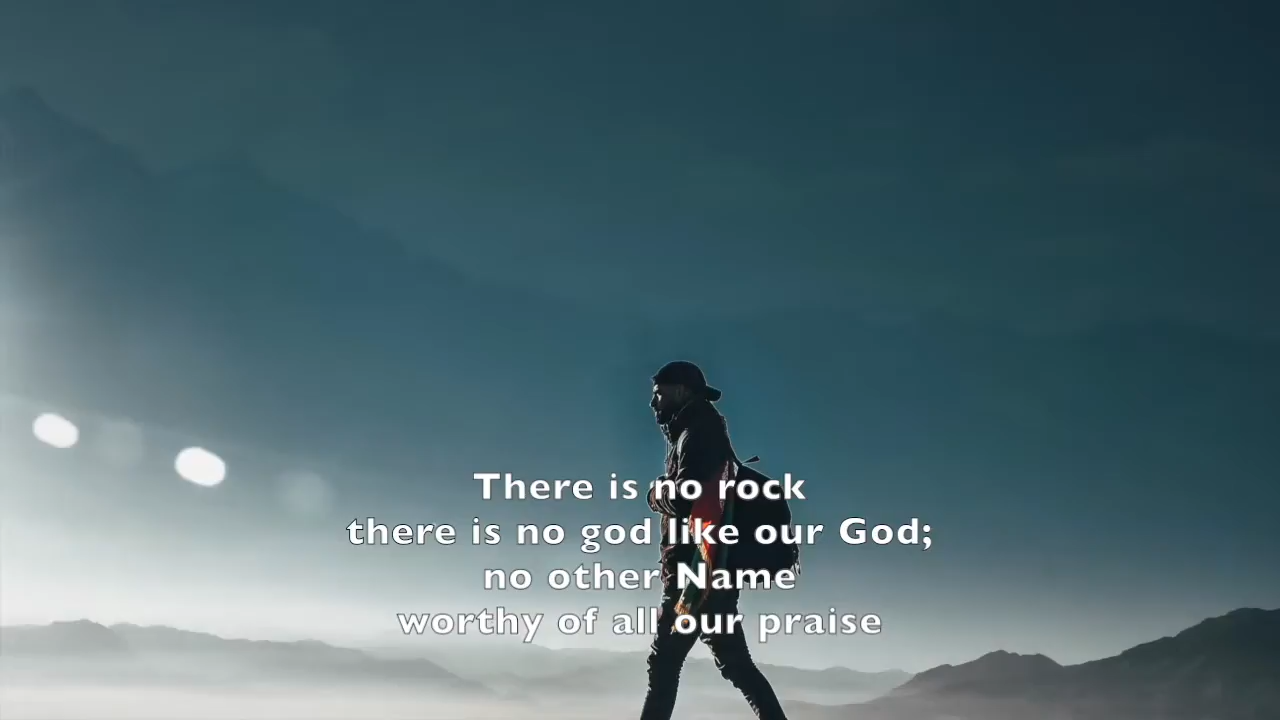 There is no rock
there is no god like our God;
no other Name
worthy of all our praise